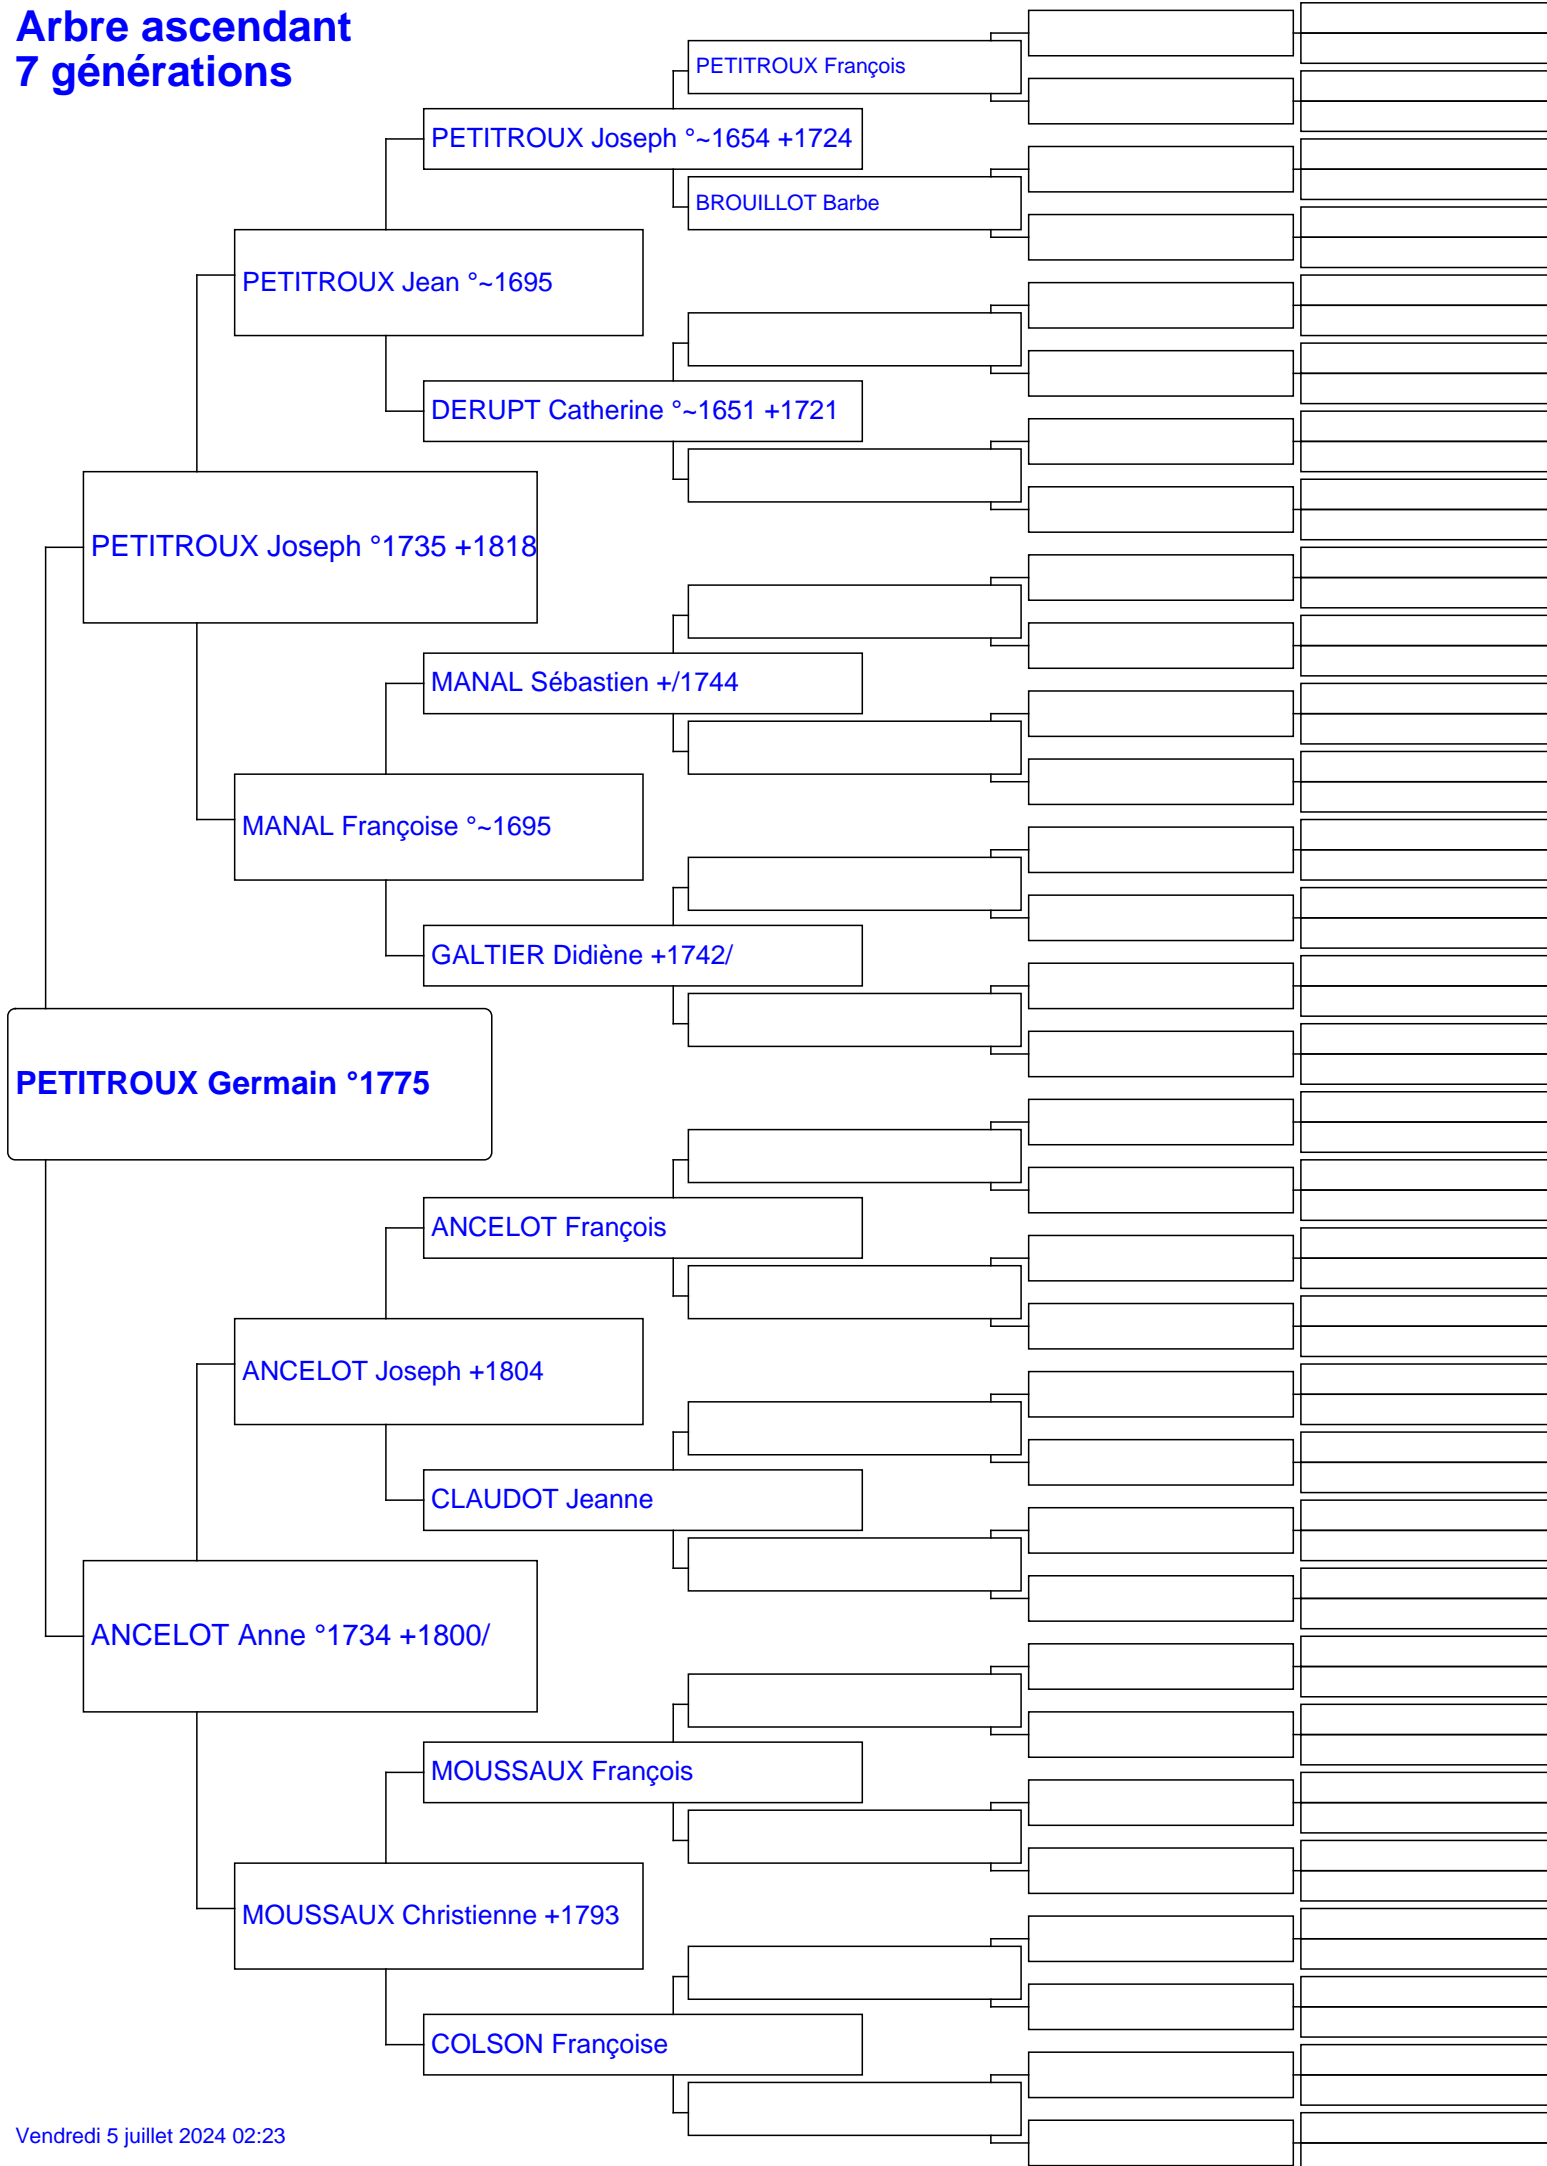 Arbre ascendant
7 générations
PETITROUX François
PETITROUX Joseph °~1654 +1724
BROUILLOT Barbe
PETITROUX Jean °~1695
DERUPT Catherine °~1651 +1721
PETITROUX Joseph °1735 +1818
MANAL Sébastien +/1744
MANAL Françoise °~1695
GALTIER Didiène +1742/
PETITROUX Germain °1775
ANCELOT François
ANCELOT Joseph +1804
CLAUDOT Jeanne
ANCELOT Anne °1734 +1800/
MOUSSAUX François
MOUSSAUX Christienne +1793
COLSON Françoise
Vendredi 5 juillet 2024 02:23